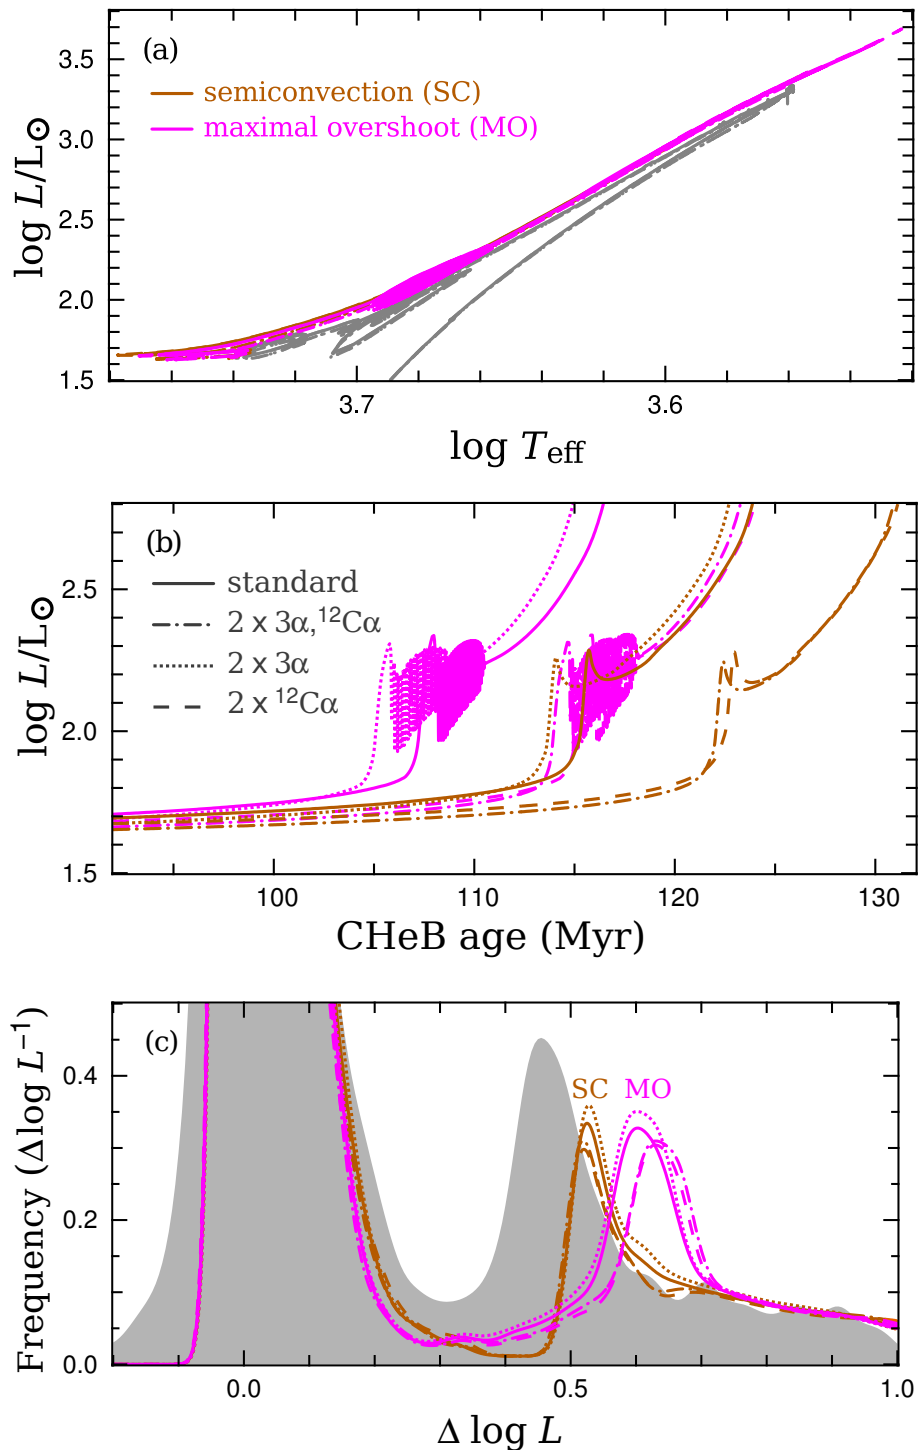 (a)
semiconvection (SC)
maximal overshoot (MO)
3.5
3.0
2.5
2.0
1.5
log L/L⊙
3.7
3.6
log T_eff
(b)
standard
2 x 3α,¹²Cα
2 x 3α
2 x ¹²Cα
2.5
2.0
1.5
log L/L⊙
100
110
120
130
CHeB age (Myr)
(c)
SC
MO
0.4
0.2
0.0
Frequency (Δ log L⁻¹)
0.0
0.5
1.0
Δ log L